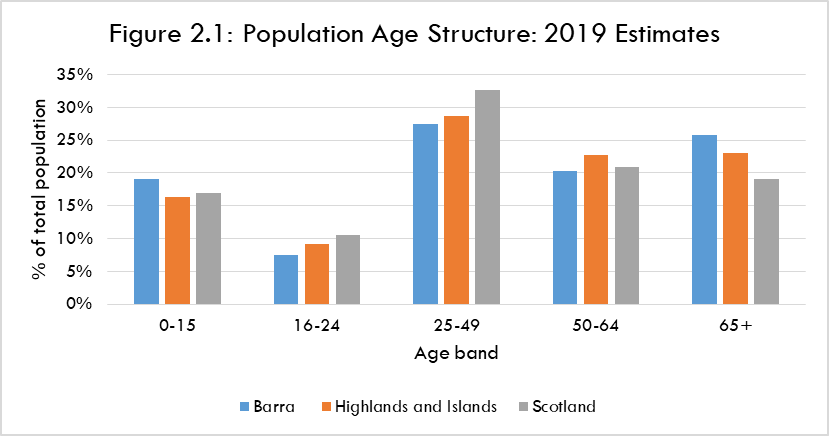 Figure 2.1: Population Age Structure: 2019 Estimates
35%
30%
25%
20%
15%
10%
5%
0%
% of total population
0-15 16-24 25-49 50-64 65+
Age band
Barra Highlands and Islands Scotland